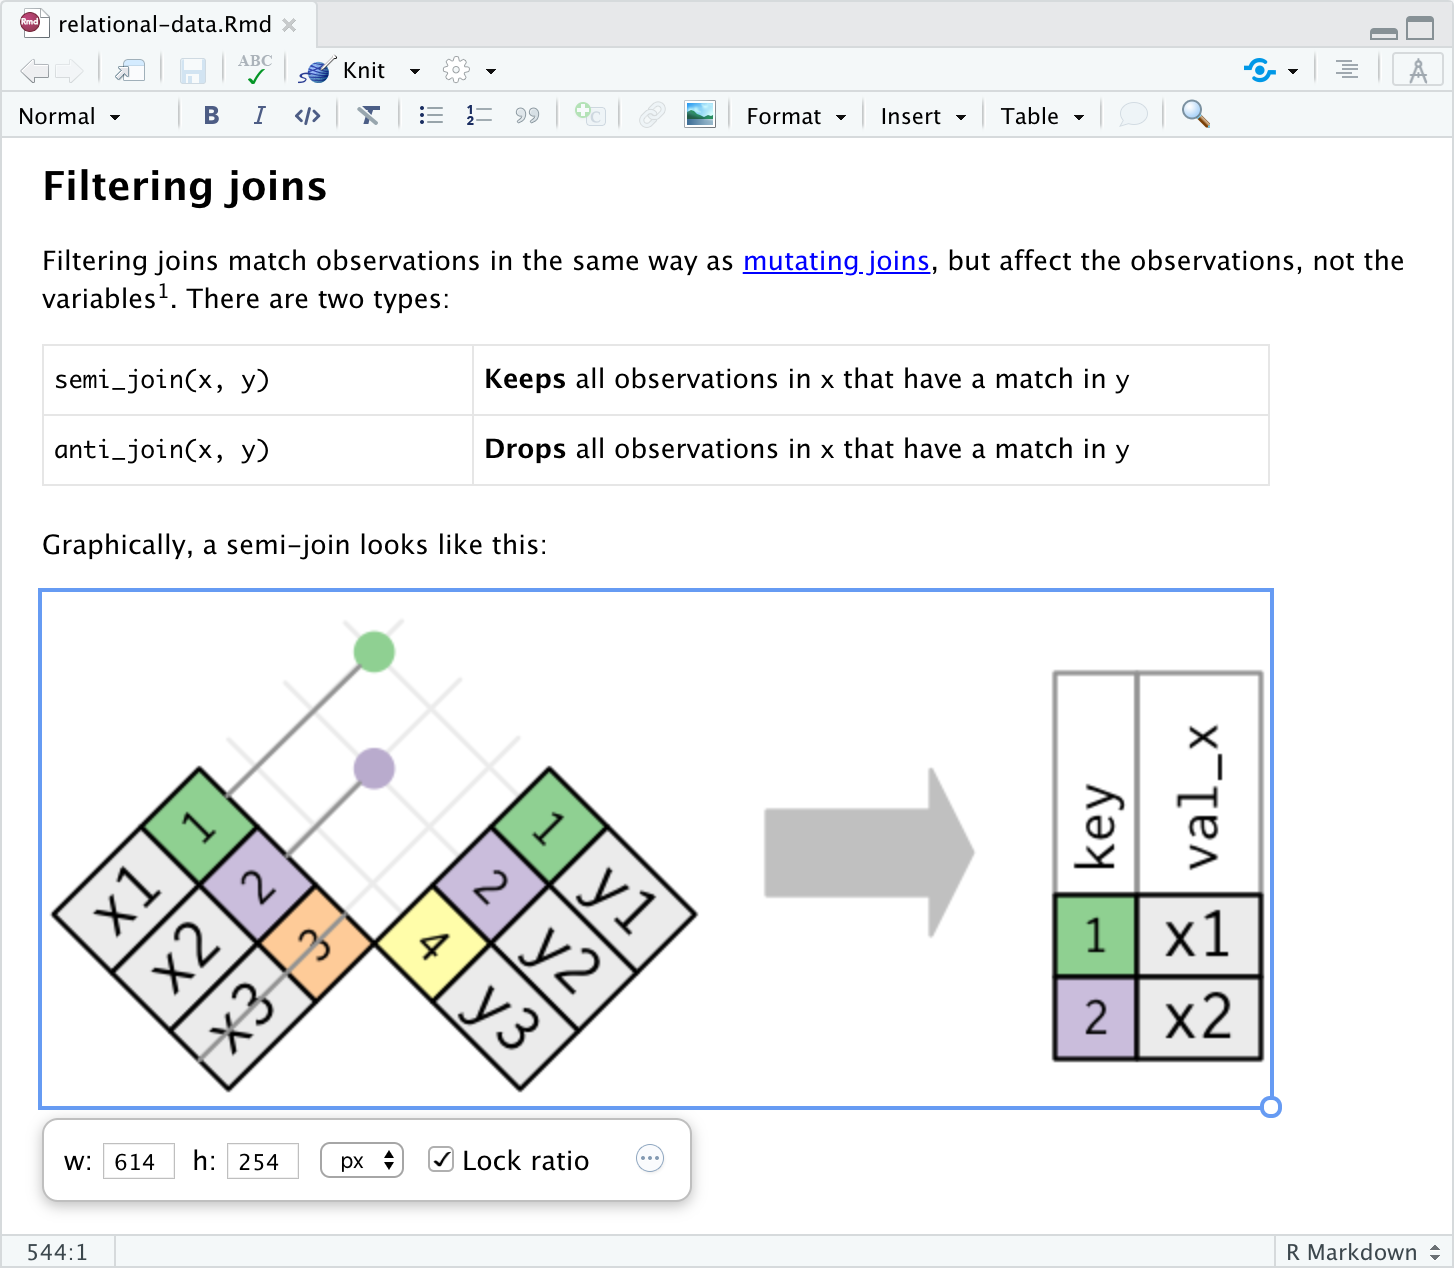 Rmd relational-data.Rmd ×
ABC Knit
Normal B I </> Format Insert Table
Filtering joins
Filtering joins match observations in the same way as mutating joins, but affect the observations, not the
variables1. There are two types:
semi_join(x, y) Keeps all observations in x that have a match in y
anti_join(x, y) Drops all observations in x that have a match in y
Graphically, a semi-join looks like this:
1 2 3
x1 x2 x3
1 2 4
y1 y2 y3
key val_x
1 x1
2 x2
w: 614 h: 254 px Lock ratio
544:1 R Markdown